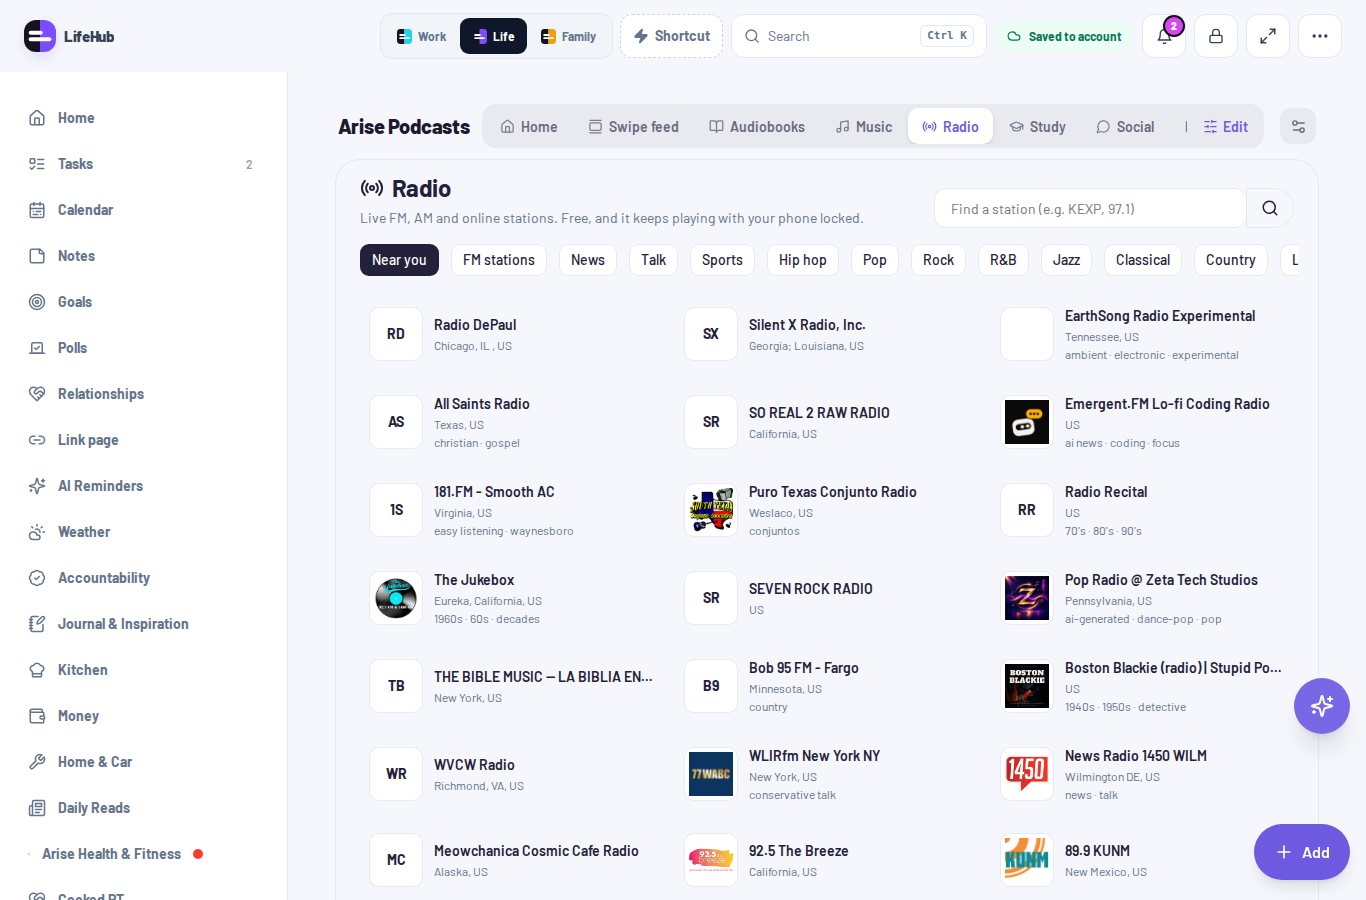 LifeHub
Work
Life
Family
Shortcut
Search
Ctrl K
Saved to account
2
Home
Tasks
2
Calendar
Notes
Goals
Polls
Relationships
Link page
AI Reminders
Weather
Accountability
Journal & Inspiration
Kitchen
Money
Home & Car
Daily Reads
Arise Health & Fitness
Arise Podcasts
Home
Swipe feed
Audiobooks
Music
Radio
Study
Social
Edit
Radio
Live FM, AM and online stations. Free, and it keeps playing with your phone locked.
Find a station (e.g. KEXP, 97.1)
Near you
FM stations
News
Talk
Sports
Hip hop
Pop
Rock
R&B
Jazz
Classical
Country
RD
Radio DePaul
Chicago, IL , US
SX
Silent X Radio, Inc.
Georgia; Louisiana, US
EarthSong Radio Experimental
Tennessee, US
ambient · electronic · experimental
AS
All Saints Radio
Texas, US
christian · gospel
SR
SO REAL 2 RAW RADIO
California, US
Emergent.FM Lo-fi Coding Radio
US
ai news · coding · focus
1S
181.FM - Smooth AC
Virginia, US
easy listening · waynesboro
Puro Texas Conjunto Radio
Weslaco, US
conjuntos
RR
Radio Recital
US
70's · 80's · 90's
The Jukebox
Eureka, California, US
1960s · 60s · decades
SR
SEVEN ROCK RADIO
US
Pop Radio @ Zeta Tech Studios
Pennsylvania, US
ai-generated · dance-pop · pop
TB
THE BIBLE MUSIC — LA BIBLIA EN...
New York, US
B9
Bob 95 FM - Fargo
Minnesota, US
country
BOSTON
BLACKIE
Boston Blackie (radio) | Stupid Po...
US
1940s · 1950s · detective
WR
WVCW Radio
Richmond, VA, US
77WABC
WLIRfm New York NY
New York, US
conservative talk
1450
News Radio 1450 WILM
Wilmington DE, US
news · talk
MC
Meowchanica Cosmic Cafe Radio
Alaska, US
92.5
92.5 The Breeze
California, US
KUNM
89.9 KUNM
New Mexico, US
Add